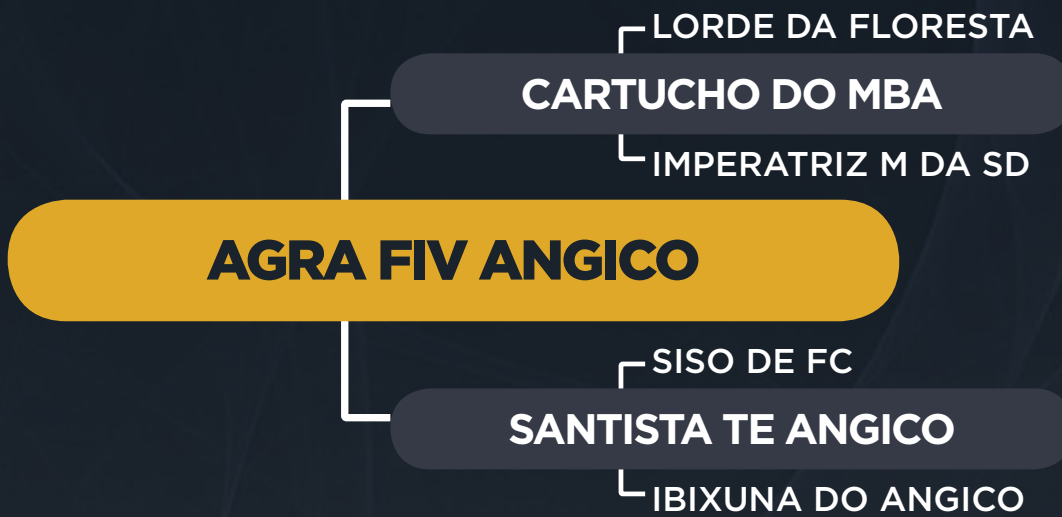 LORDE DA FLORESTA
CARTUCHO DO MBA
IMPERATRIZ M DA SD
AGRA FIV ANGICO
SISO DE FC
SANTISTA TE ANGICO
IBIXUNA DO ANGICO